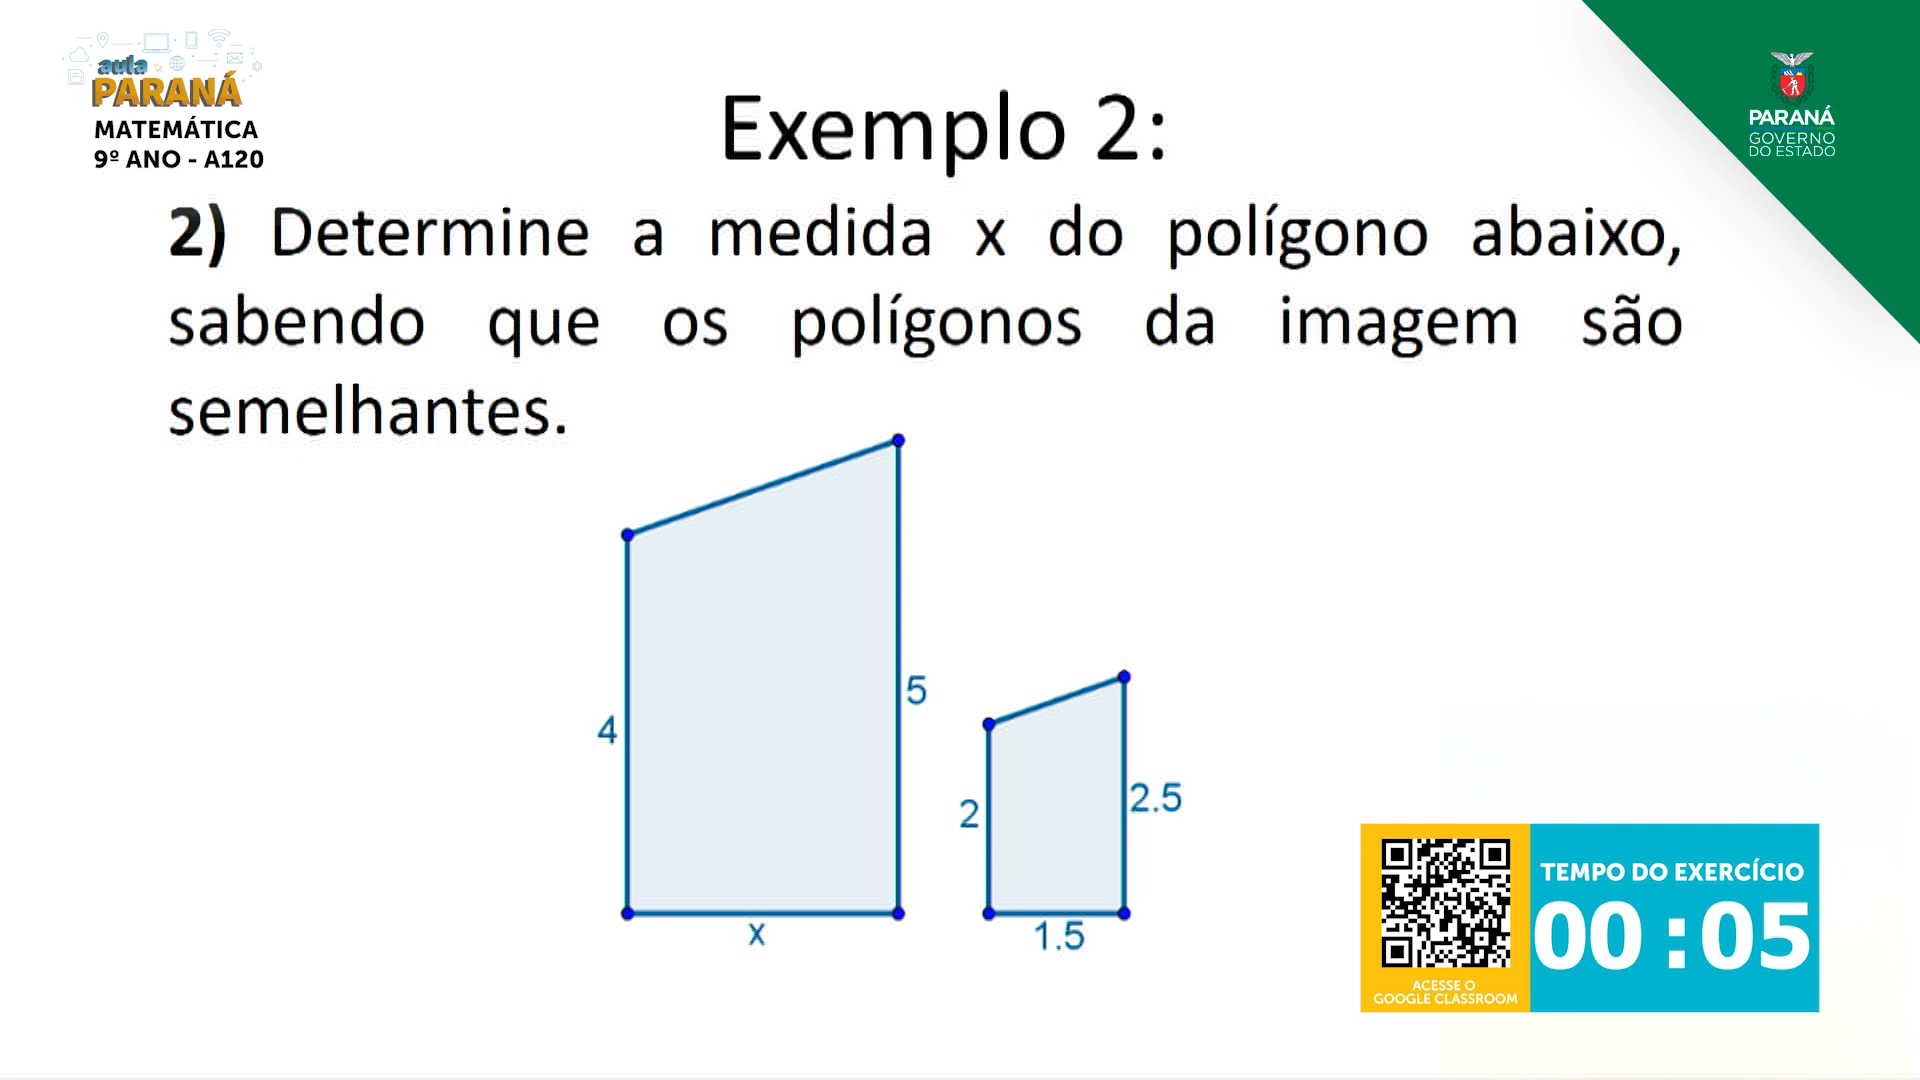 aula
PARANÁ
MATEMÁTICA
9º ANO - A120
PARANÁ
GOVERNO
DO ESTADO
Exemplo 2:
2) Determine a medida x do polígono abaixo,
sabendo que os polígonos da imagem são
semelhantes.
4
5
x
2
2.5
1.5
TEMPO DO EXERCÍCIO
00:05
ACESSE O
GOOGLE CLASSROOM